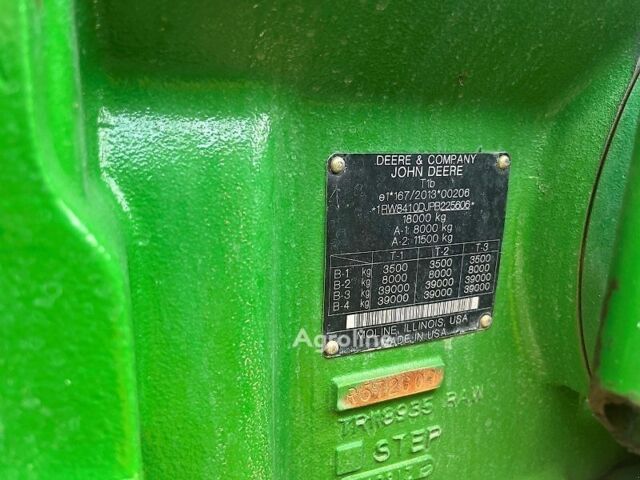 DEERE & COMPANY
JOHN DEERE
T1b
e1*167/2013*00206
*1RW8410DJPB225606*
18000 kg
A-1: 8000 kg
A-2: 11500 kg
T-1 T-2 T-3
B-1 kg 3500 3500 3500
B-2 kg 8000 8000 8000
B-3 kg 39000 39000 39000
B-4 kg 39000 39000 39000
MOLINE, ILLINOIS, USA
MADE IN USA
Agroline
RAW
STEP